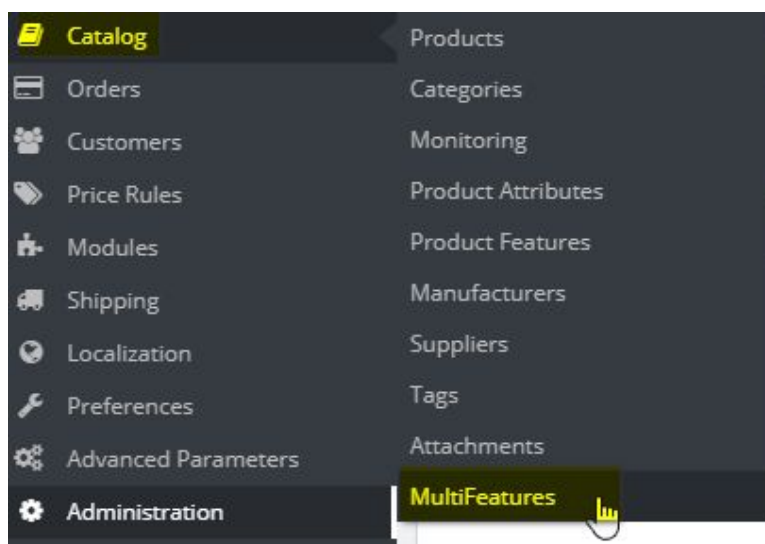 Catalog
Orders
Customers
Price Rules
Modules
Shipping
Localization
Preferences
Advanced Parameters
Administration
Products
Categories
Monitoring
Product Attributes
Product Features
Manufacturers
Suppliers
Tags
Attachments
MultiFeatures